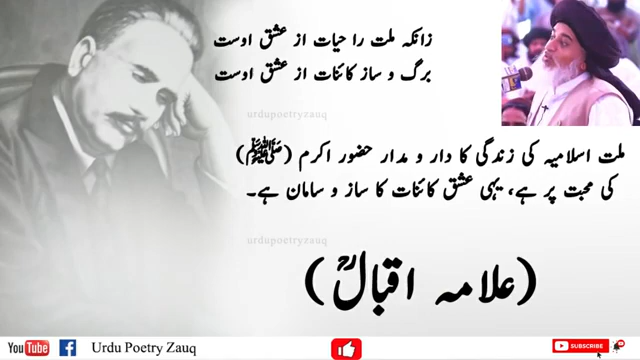 زانکہ ملت را حیات از عشق اوست
برگ و ساز کائنات از عشق اوست
urdupoetryzauq
ملت اسلامیہ کی زندگی کا دار و مدار حضور اکرم (ﷺ)
کی محبت پر ہے، یہی عشق کائنات کا ساز و سامان ہے۔
urdupoetryzauq
(علامہ اقبالؒ)
YouTube
Urdu Poetry Zauq
SUBSCRIBE